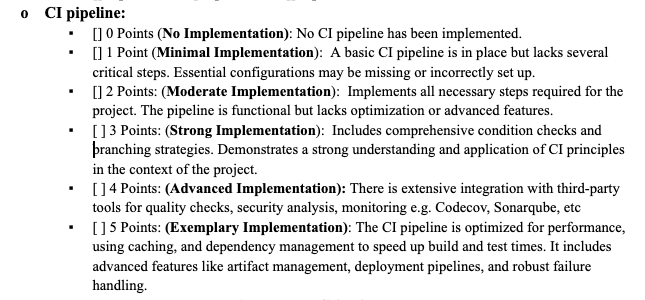 o CI pipeline:
▪ [] 0 Points (No Implementation): No CI pipeline has been implemented.
▪ [] 1 Point (Minimal Implementation): A basic CI pipeline is in place but lacks several
critical steps. Essential configurations may be missing or incorrectly set up.
▪ [] 2 Points: (Moderate Implementation): Implements all necessary steps required for the
project. The pipeline is functional but lacks optimization or advanced features.
▪ [ ] 3 Points: (Strong Implementation): Includes comprehensive condition checks and
branching strategies. Demonstrates a strong understanding and application of CI principles
in the context of the project.
▪ [ ] 4 Points: (Advanced Implementation): There is extensive integration with third-party
tools for quality checks, security analysis, monitoring e.g. Codecov, Sonarqube, etc
▪ [ ] 5 Points: (Exemplary Implementation): The CI pipeline is optimized for performance,
using caching, and dependency management to speed up build and test times. It includes
advanced features like artifact management, deployment pipelines, and robust failure
handling.